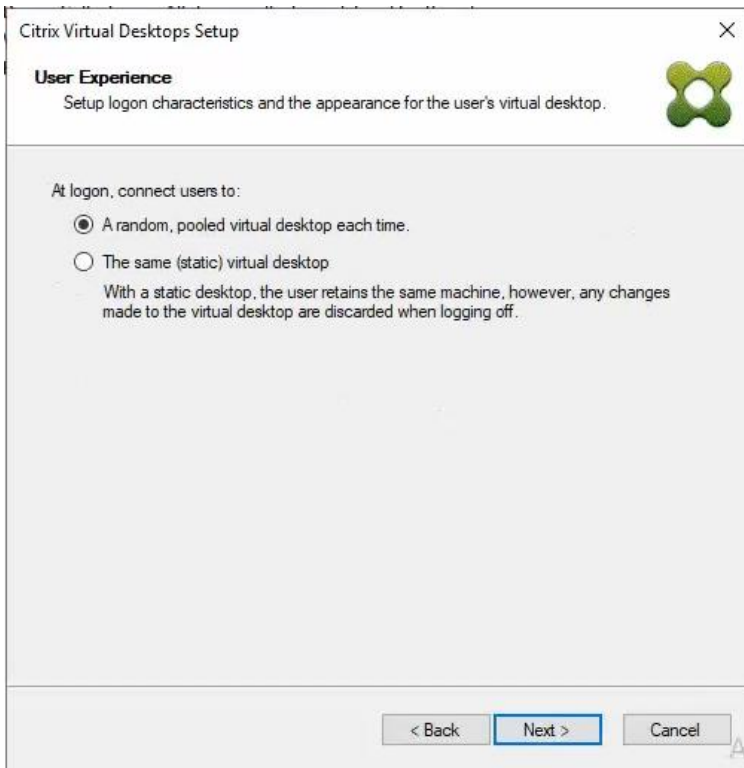 Citrix Virtual Desktops Setup
User Experience
Setup logon characteristics and the appearance for the user's virtual desktop.
At logon, connect users to:
A random, pooled virtual desktop each time.
The same (static) virtual desktop
With a static desktop, the user retains the same machine, however, any changes
made to the virtual desktop are discarded when logging off.
< Back
Next >
Cancel